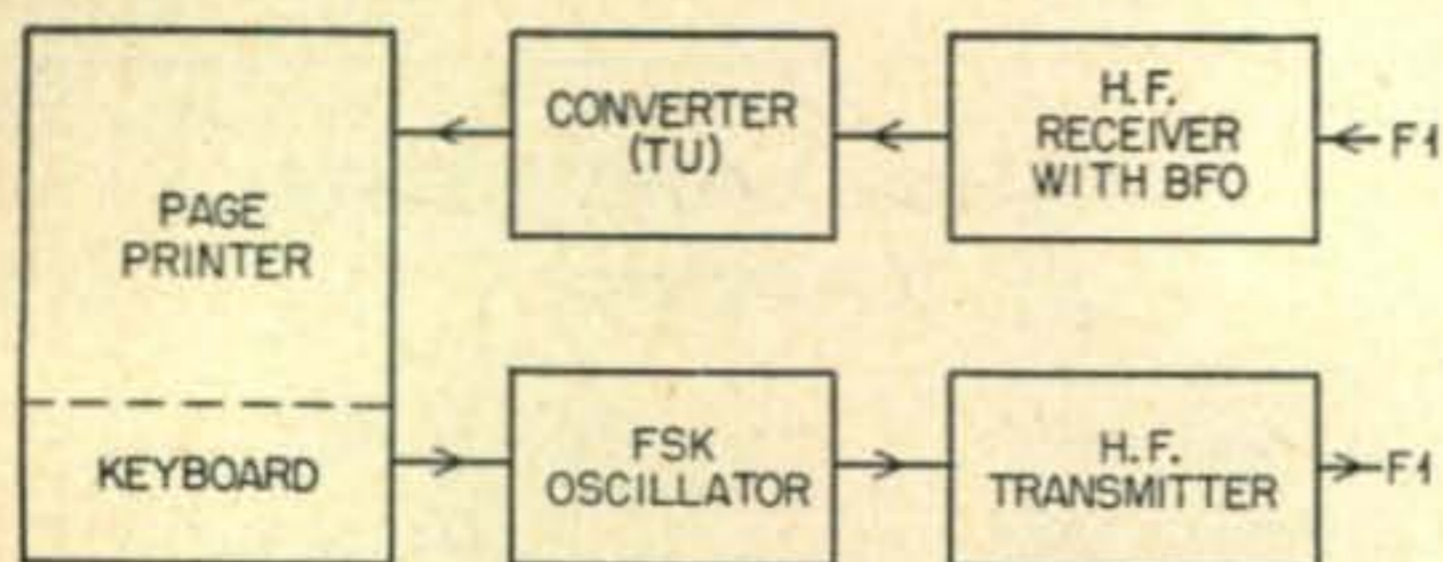 PAGE
PRINTER
KEYBOARD
CONVERTER
(TU)
H.F.
RECEIVER
WITH BFO
F1
FSK
OSCILLATOR
H.F.
TRANSMITTER
F1